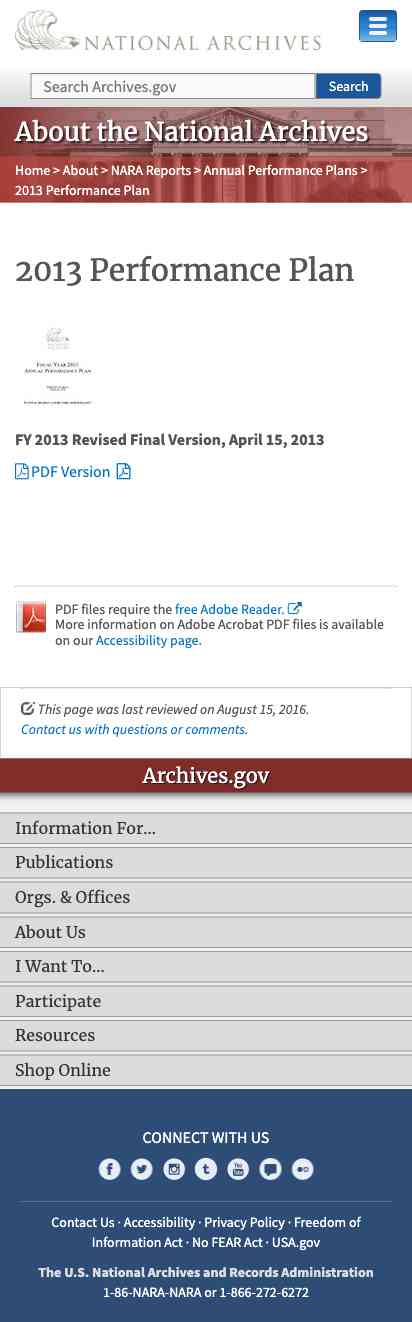 NATIONAL ARCHIVES
Search Archives.gov
Search
About the National Archives
Home > About > NARA Reports > Annual Performance Plans >
2013 Performance Plan
2013 Performance Plan
FISCAL YEAR 2013
ANNUAL PERFORMANCE PLAN
FY 2013 Revised Final Version, April 15, 2013
PDF Version
PDF files require the free Adobe Reader.
More information on Adobe Acrobat PDF files is available
on our Accessibility page.
This page was last reviewed on August 15, 2016.
Contact us with questions or comments.
Archives.gov
Information For...
Publications
Orgs. & Offices
About Us
I Want To...
Participate
Resources
Shop Online
CONNECT WITH US
Contact Us · Accessibility · Privacy Policy · Freedom of
Information Act · No FEAR Act · USA.gov
The U.S. National Archives and Records Administration
1-86-NARA-NARA or 1-866-272-6272